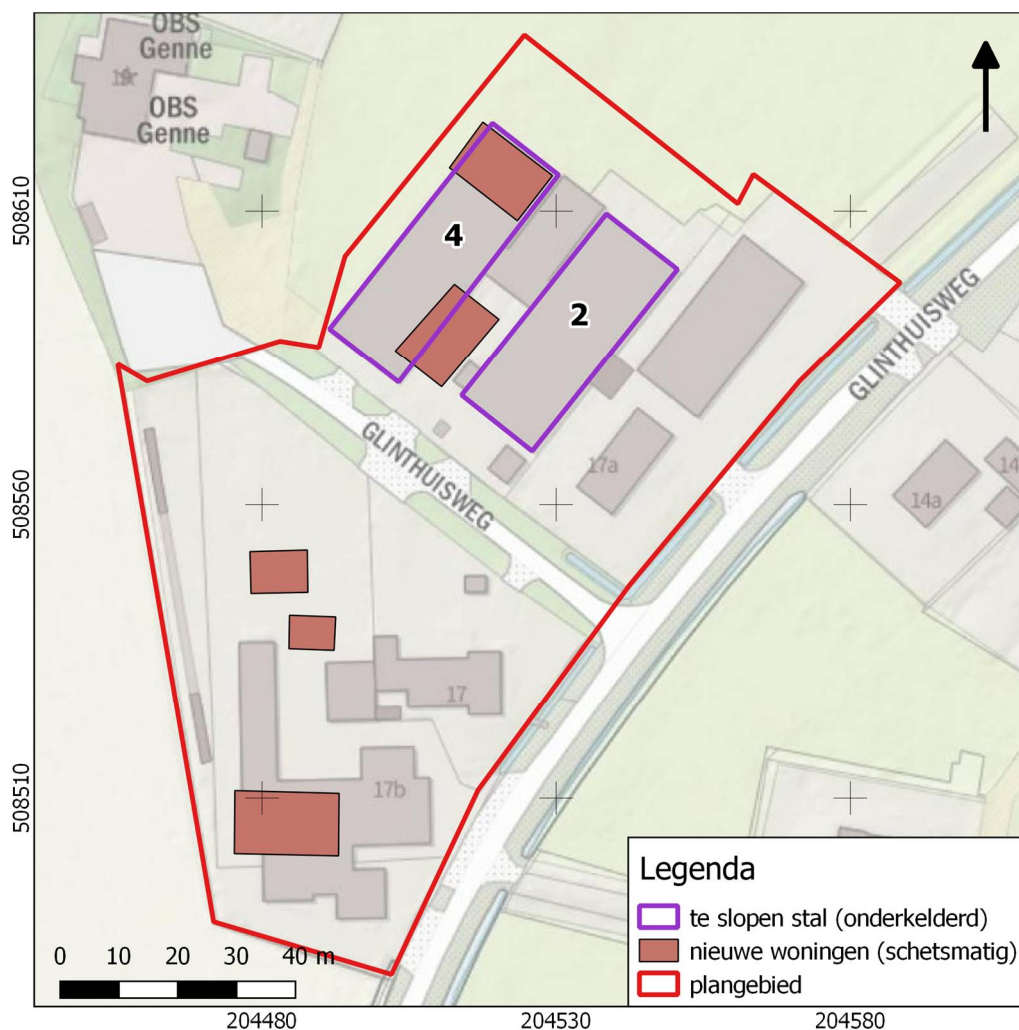 OBS
Genne
OBS
Genne
4
2
17a
14a
14
GLINTHUISWEG
GLINTHUISWEG
17
17b
508610
508560
508510
204480
204530
204580
0 10 20 30 40 m
Legenda
te slopen stal (onderkelderd)
nieuwe woningen (schetsmatig)
plangebied